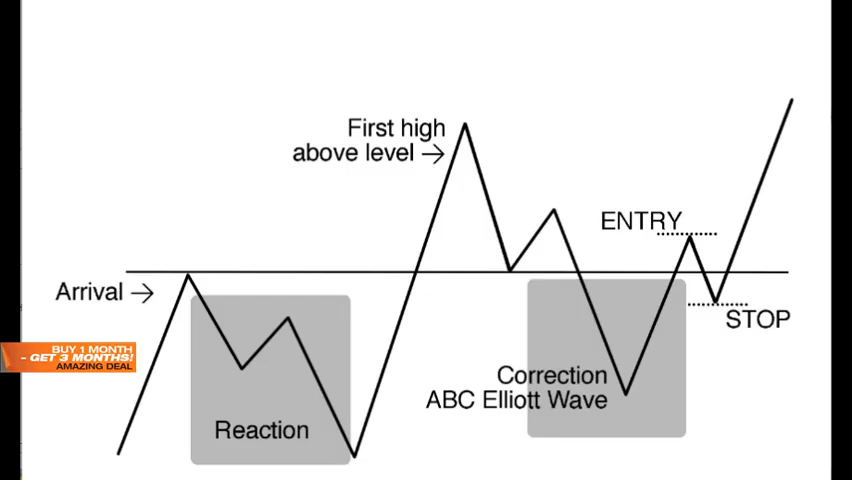 First high
above level →
ENTRY
Arrival →
STOP
BUY 1 MONTH
- GET 3 MONTHS!
AMAZING DEAL
Correction
ABC Elliott Wave
Reaction